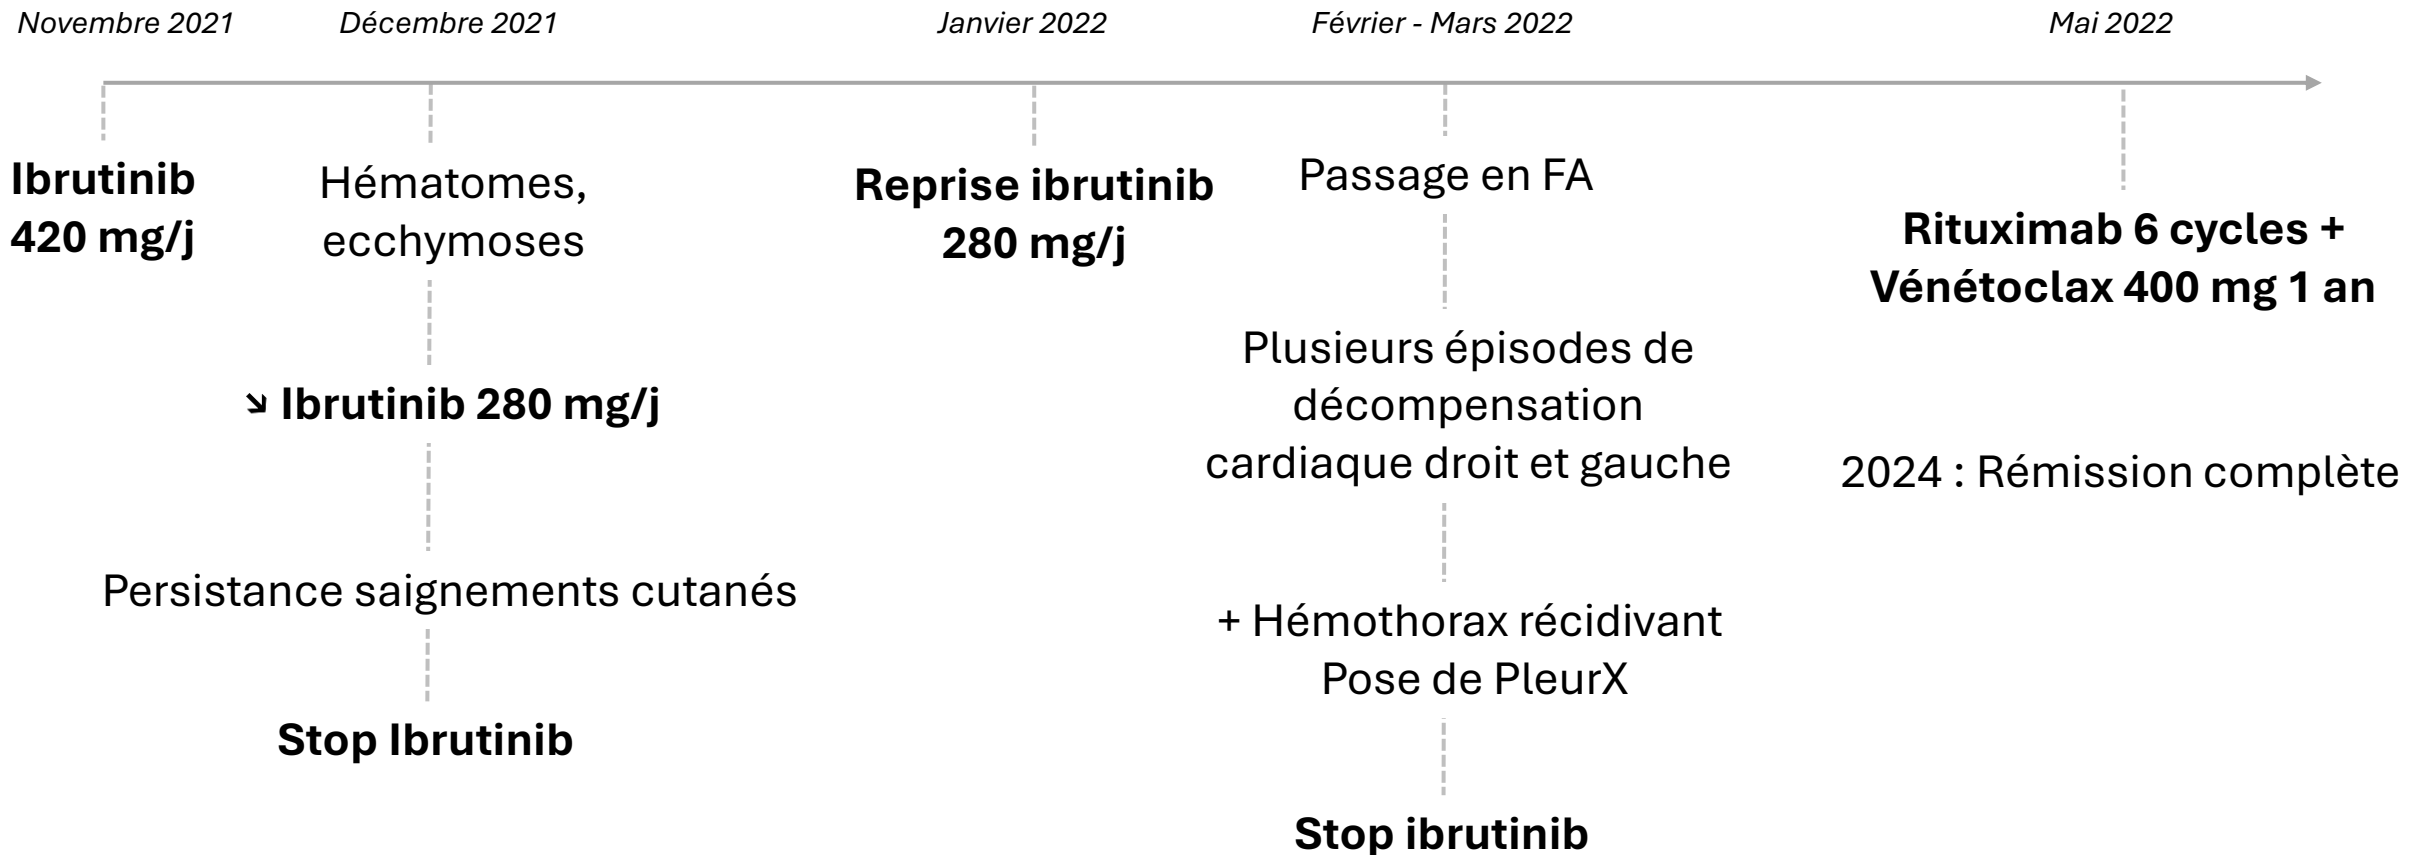 Novembre 2021
Décembre 2021
Janvier 2022
Février - Mars 2022
Mai 2022
Ibrutinib
420 mg/j
Hématomes,
ecchymoses
↘ Ibrutinib 280 mg/j
Persistance saignements cutanés
Stop Ibrutinib
Reprise ibrutinib
280 mg/j
Passage en FA
Plusieurs épisodes de
décompensation
cardiaque droit et gauche
+ Hémothorax récidivant
Pose de PleurX
Stop ibrutinib
Rituximab 6 cycles +
Vénétoclax 400 mg 1 an
2024 : Rémission complète